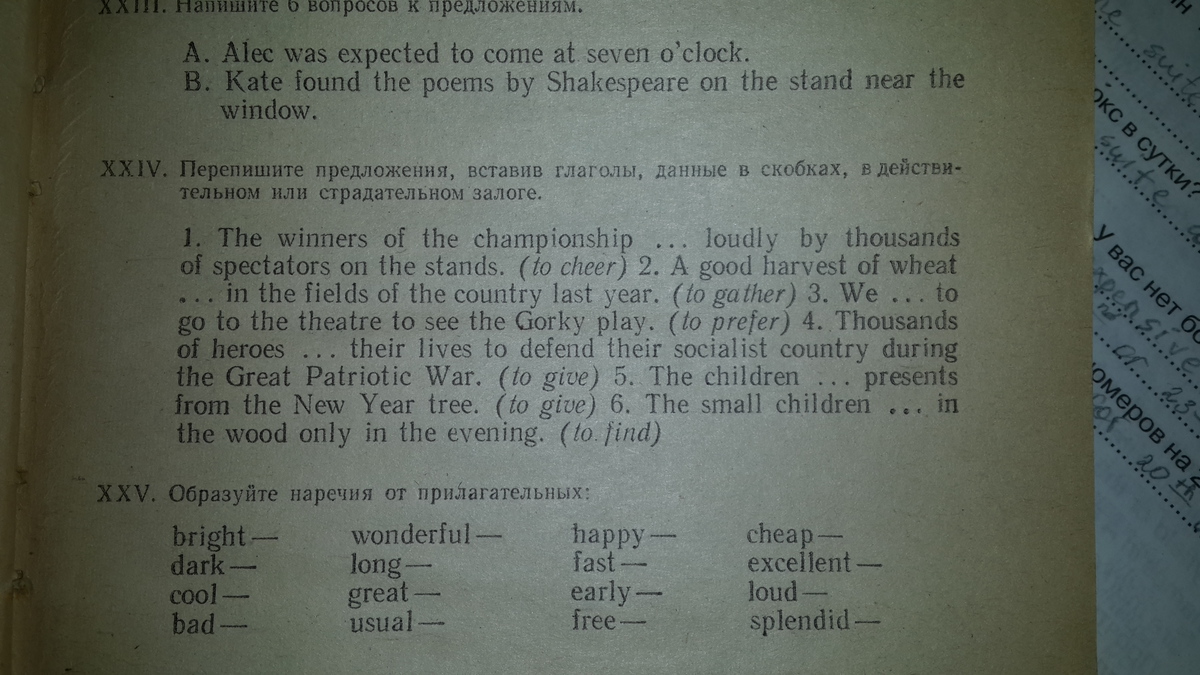 XXIII. Напишите 6 вопросов к предложениям.
A. Alec was expected to come at seven o'clock.
B. Kate found the poems by Shakespeare on the stand near the
window.
XXIV. Перепишите предложения, вставив глаголы, данные в скобках, в действи-
тельном или страдательном залоге.
1. The winners of the championship ... loudly by thousands
of spectators on the stands. (to cheer) 2. A good harvest of wheat
... in the fields of the country last year. (to gather) 3. We ... to
go to the theatre to see the Gorky play. (to prefer) 4. Thousands
of heroes ... their lives to defend their socialist country during
the Great Patriotic War. (to give) 5. The children ... presents
from the New Year tree. (to give) 6. The small children ... in
the wood only in the evening. (to find)
XXV. Образуйте наречия от прилагательных:
bright— wonderful— happy— cheap—
dark— long— fast— excellent—
cool— great— early— loud—
bad— usual— free— splendid—
suite
в сутки?
suite
У вас нет
or 23
номеров на
20 th